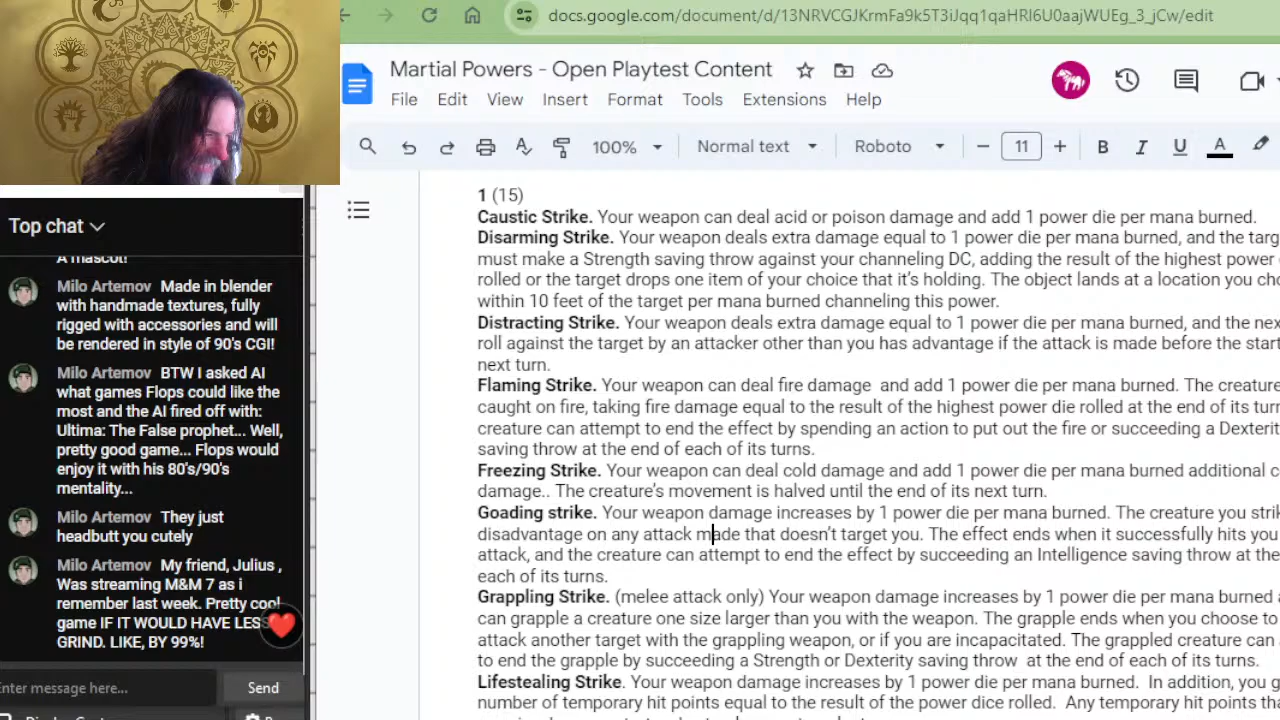 docs.google.com/document/d/13NRVCGJKrmFa9k5T3iJqq1qaHRI6U0aajWUEg_3_jCw/edit
Martial Powers - Open Playtest Content
File Edit View Insert Format Tools Extensions Help
100% Normal text Roboto 11 B I U A
Top chat
A mascot!
Milo Artemov Made in blender
with handmade textures, fully
rigged with accessories and will
be rendered in style of 90's CGI!
Milo Artemov BTW I asked AI
what games Flops could like the
most and the AI fired off with:
Ultima: The False prophet... Well,
pretty good game... Flops would
enjoy it with his 80's/90's
mentality...
Milo Artemov They just
headbutt you cutely
Milo Artemov My friend, Julius ,
Was streaming M&M 7 as i
remember last week. Pretty cool
game IF IT WOULD HAVE LESS
GRIND. LIKE, BY 99%!
Enter message here...
Send
1 (15)
Caustic Strike. Your weapon can deal acid or poison damage and add 1 power die per mana burned.
Disarming Strike. Your weapon deals extra damage equal to 1 power die per mana burned, and the targ
must make a Strength saving throw against your channeling DC, adding the result of the highest power
rolled or the target drops one item of your choice that it's holding. The object lands at a location you cho
within 10 feet of the target per mana burned channeling this power.
Distracting Strike. Your weapon deals extra damage equal to 1 power die per mana burned, and the nex
roll against the target by an attacker other than you has advantage if the attack is made before the start
next turn.
Flaming Strike. Your weapon can deal fire damage and add 1 power die per mana burned. The creature
caught on fire, taking fire damage equal to the result of the highest power die rolled at the end of its turn
creature can attempt to end the effect by spending an action to put out the fire or succeeding a Dexterity
saving throw at the end of each of its turns.
Freezing Strike. Your weapon can deal cold damage and add 1 power die per mana burned additional c
damage.. The creature's movement is halved until the end of its next turn.
Goading strike. Your weapon damage increases by 1 power die per mana burned. The creature you strik
disadvantage on any attack made that doesn't target you. The effect ends when it successfully hits you
attack, and the creature can attempt to end the effect by succeeding an Intelligence saving throw at the
each of its turns.
Grappling Strike. (melee attack only) Your weapon damage increases by 1 power die per mana burned a
can grapple a creature one size larger than you with the weapon. The grapple ends when you choose to
attack another target with the grappling weapon, or if you are incapacitated. The grappled creature can
to end the grapple by succeeding a Strength or Dexterity saving throw at the end of each of its turns.
Lifestealing Strike. Your weapon damage increases by 1 power die per mana burned. In addition, you g
number of temporary hit points equal to the result of the power dice rolled. Any temporary hit points tha